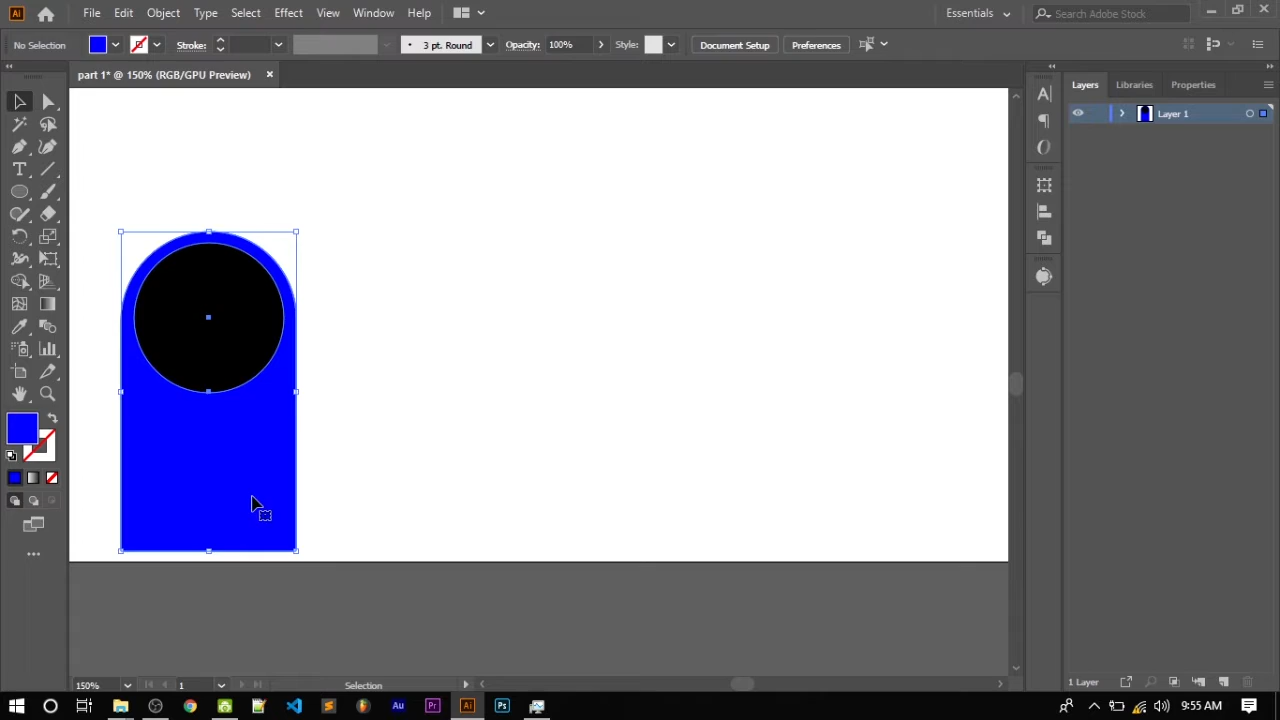 Ai File Edit Object Type Select Effect View Window Help Essentials Search Adobe Stock
No Selection Stroke: 3 pt. Round Opacity: 100% Style: Document Setup Preferences
part 1* @ 150% (RGB/GPU Preview)
Layers Libraries Properties
Layer 1
150% 1 Selection 1 Layer
Au Pr Ai Ps 9:55 AM